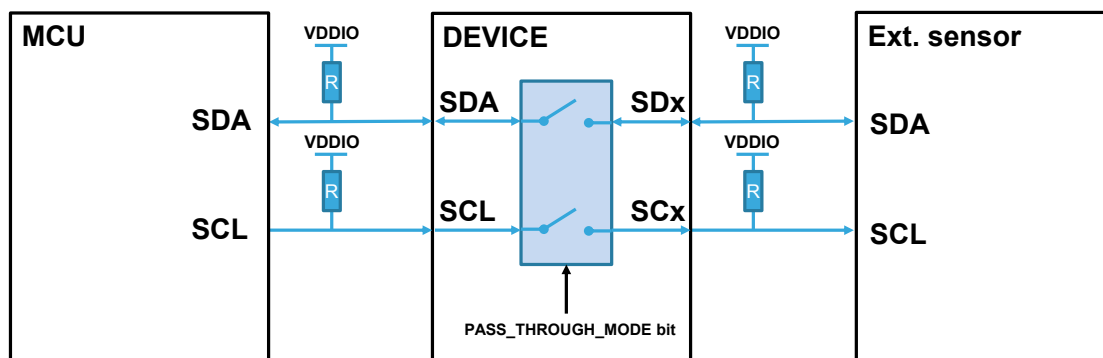 MCU
DEVICE
Ext. sensor
VDDIO
VDDIO
R
R
SDA
SDA
SDx
SDA
VDDIO
VDDIO
R
R
SCL
SCL
SCx
SCL
PASS_THROUGH_MODE bit